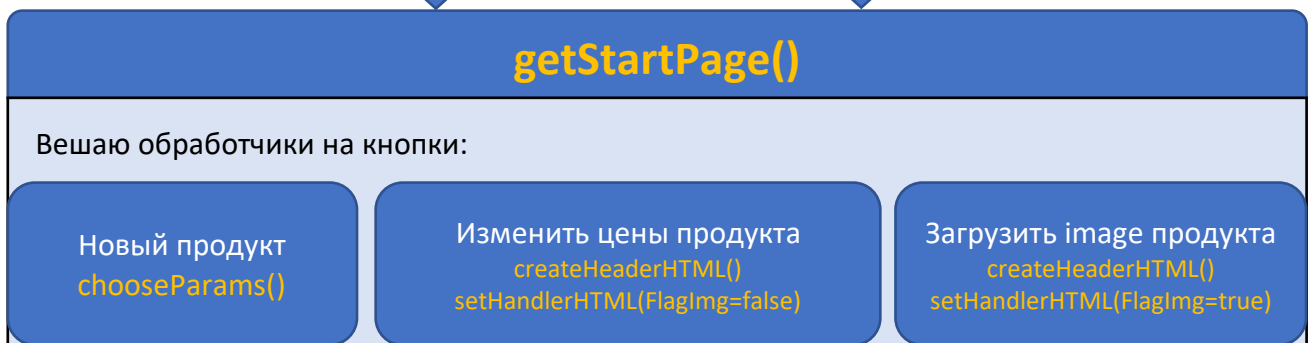 getStartPage()
Вешаю обработчики на кнопки:
Новый продукт
chooseParams()
Изменить цены продукта
createHeaderHTML()
setHandlerHTML(FlagImg=false)
Загрузить image продукта
createHeaderHTML()
setHandlerHTML(FlagImg=true)